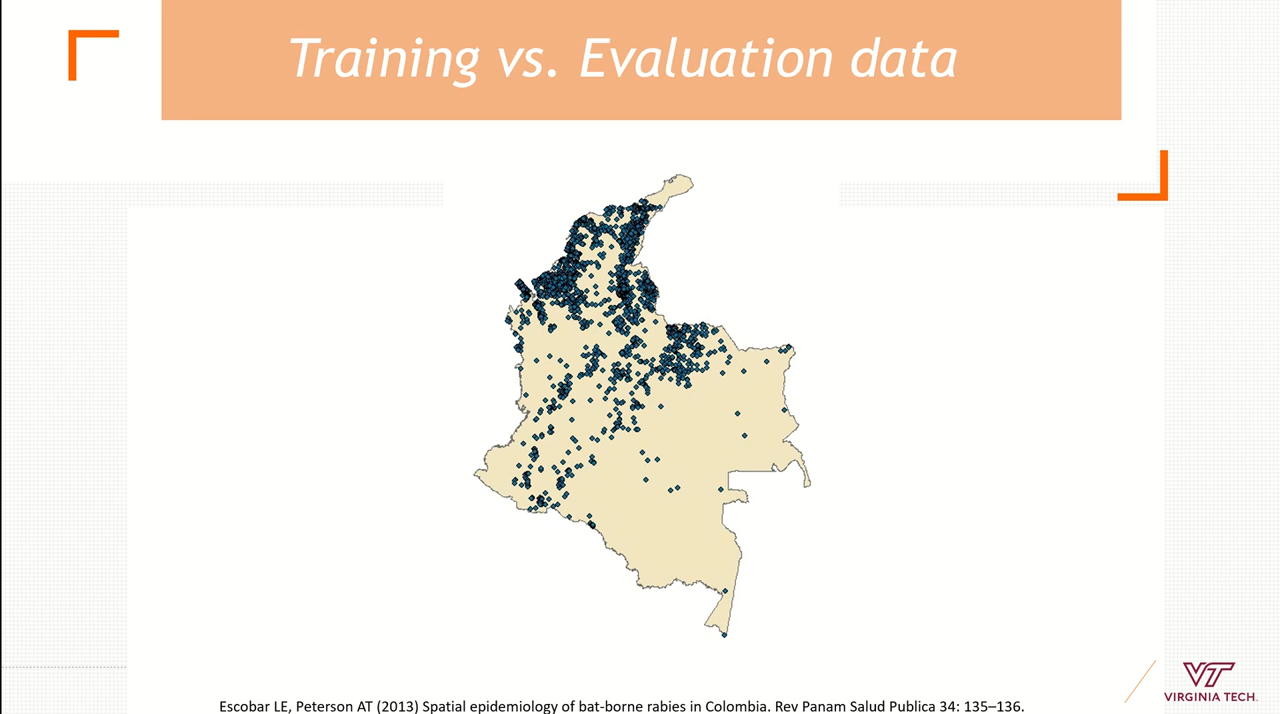 Training vs. Evaluation data
VT
VIRGINIA TECH.
Escobar LE, Peterson AT (2013) Spatial epidemiology of bat-borne rabies in Colombia. Rev Panam Salud Publica 34: 135–136.